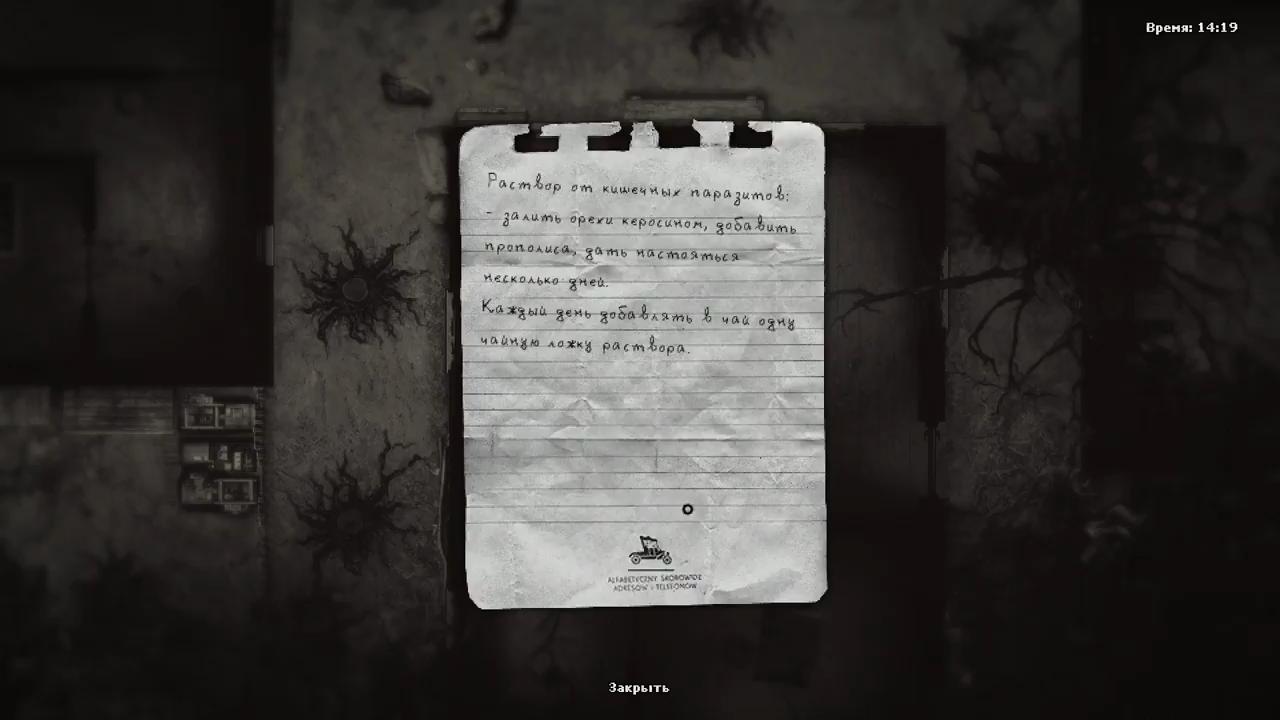 Время: 14:19
Раствор от кишечных паразитов:
- залить орехи керосином, добавить
прополиса, дать настояться
несколько дней.
Каждый день добавлять в чай одну
чайную ложку раствора.
ALFABETYCZNY SKOROWIDZ
ADRESÓW I TELEFONÓW
Закрыть